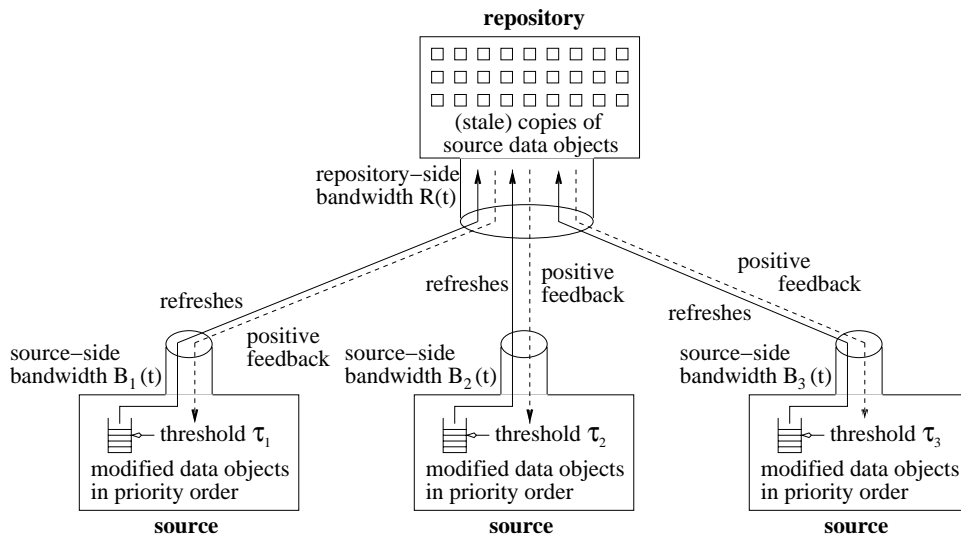 repository
(stale) copies of
source data objects
repository−side
bandwidth R(t)
refreshes
positive
feedback
refreshes
positive
feedback
refreshes
positive
feedback
source−side
bandwidth B₁(t)
source−side
bandwidth B₂(t)
source−side
bandwidth B₃(t)
threshold τ₁
modified data objects
in priority order
source
threshold τ₂
modified data objects
in priority order
source
threshold τ₃
modified data objects
in priority order
source